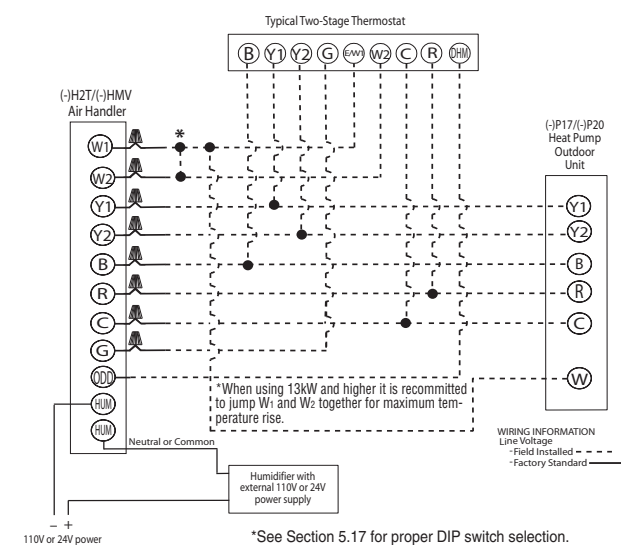 Typical Two-Stage Thermostat
B Y1 Y2 G E/W1 W2 C R DHM
(-)H2T/(-)HMV
Air Handler
(-)P17/(-)P20
Heat Pump
Outdoor
Unit
*
W1
W2
Y1
Y1
Y2
Y2
B
B
R
R
C
C
G
ODD
W
HUM
HUM
*When using 13kW and higher it is recommitted
to jump W1 and W2 together for maximum tem-
perature rise.
Neutral or Common
WIRING INFORMATION
Line Voltage
-Field Installed
-Factory Standard
Humidifier with
external 110V or 24V
power supply
– +
110V or 24V power
*See Section 5.17 for proper DIP switch selection.